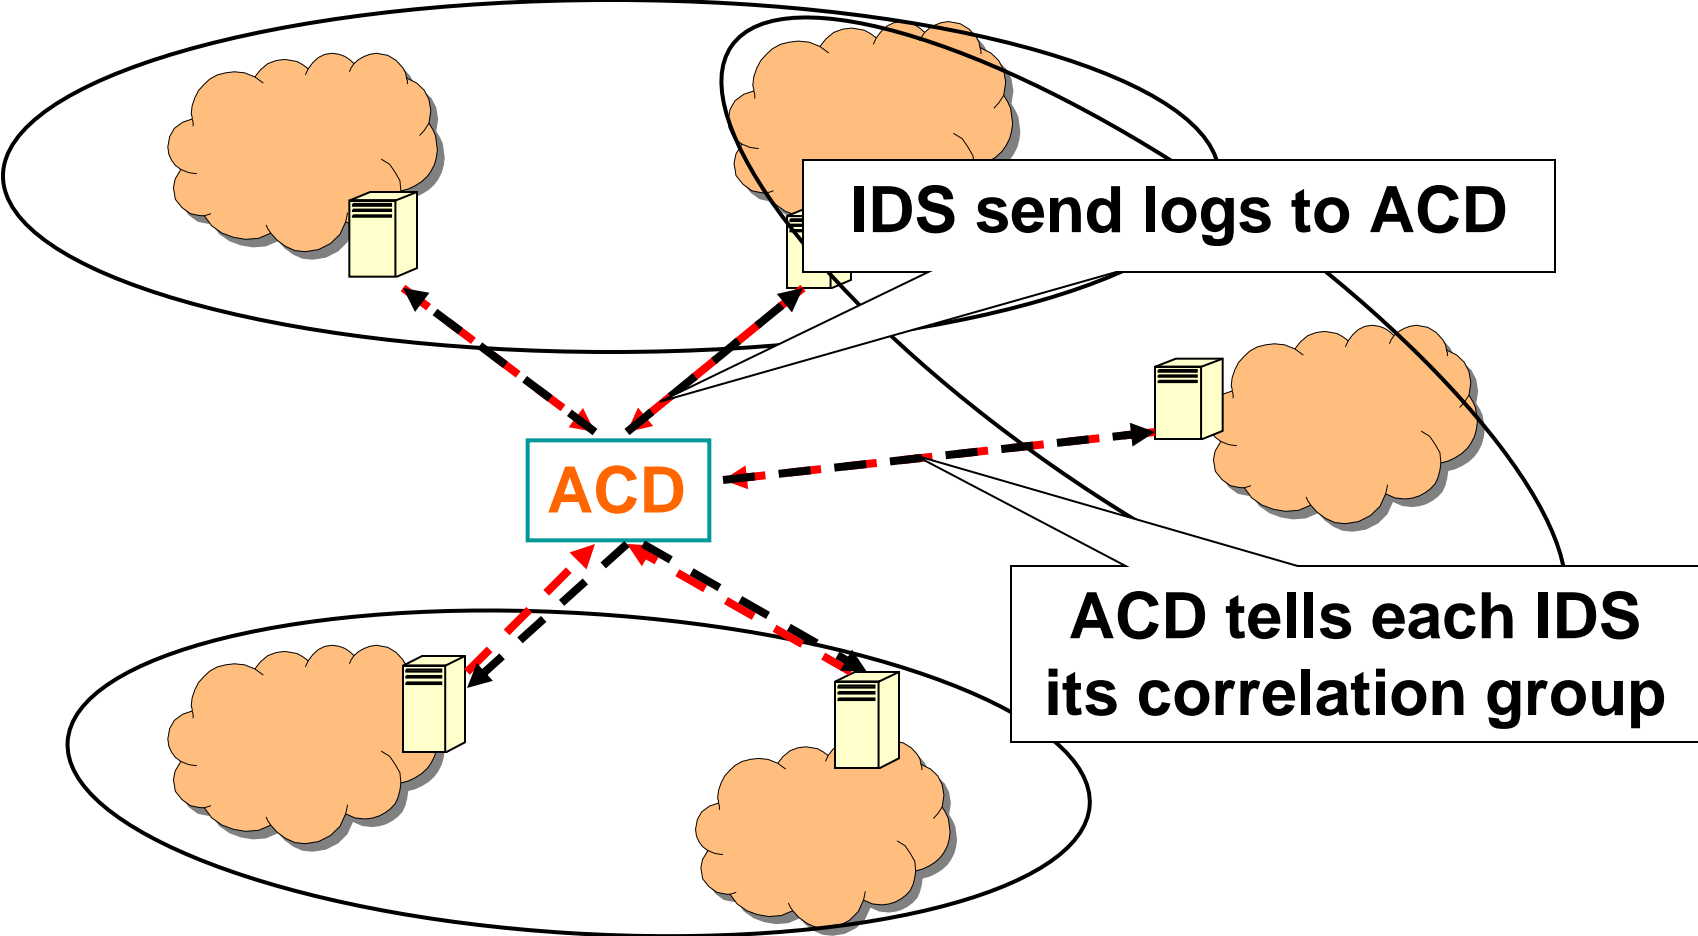 IDS send logs to ACD
ACD
ACD tells each IDS
its correlation group